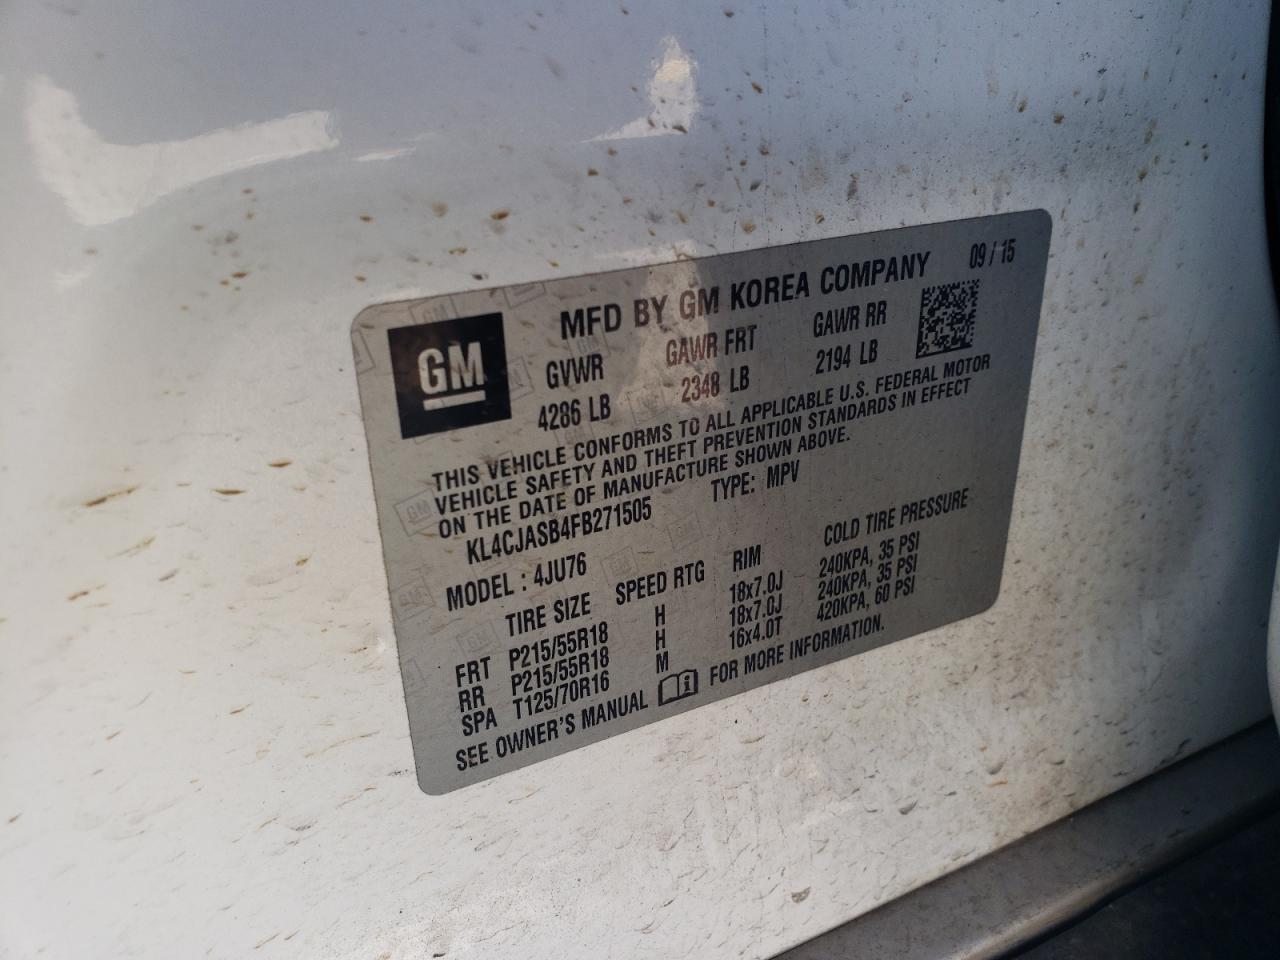 GM
MFD BY GM KOREA COMPANY 09 / 15
GVWR GAWR FRT GAWR RR
4286 LB 2348 LB 2194 LB
THIS VEHICLE CONFORMS TO ALL APPLICABLE U.S. FEDERAL MOTOR
VEHICLE SAFETY AND THEFT PREVENTION STANDARDS IN EFFECT
ON THE DATE OF MANUFACTURE SHOWN ABOVE.
KL4CJASB4FB271505 TYPE: MPV
MODEL : 4JU76
TIRE SIZE SPEED RTG RIM COLD TIRE PRESSURE
FRT P215/55R18 H 18x7.0J 240KPA, 35 PSI
RR P215/55R18 H 18x7.0J 240KPA, 35 PSI
SPA T125/70R16 M 16x4.0T 420KPA, 60 PSI
SEE OWNER'S MANUAL FOR MORE INFORMATION.